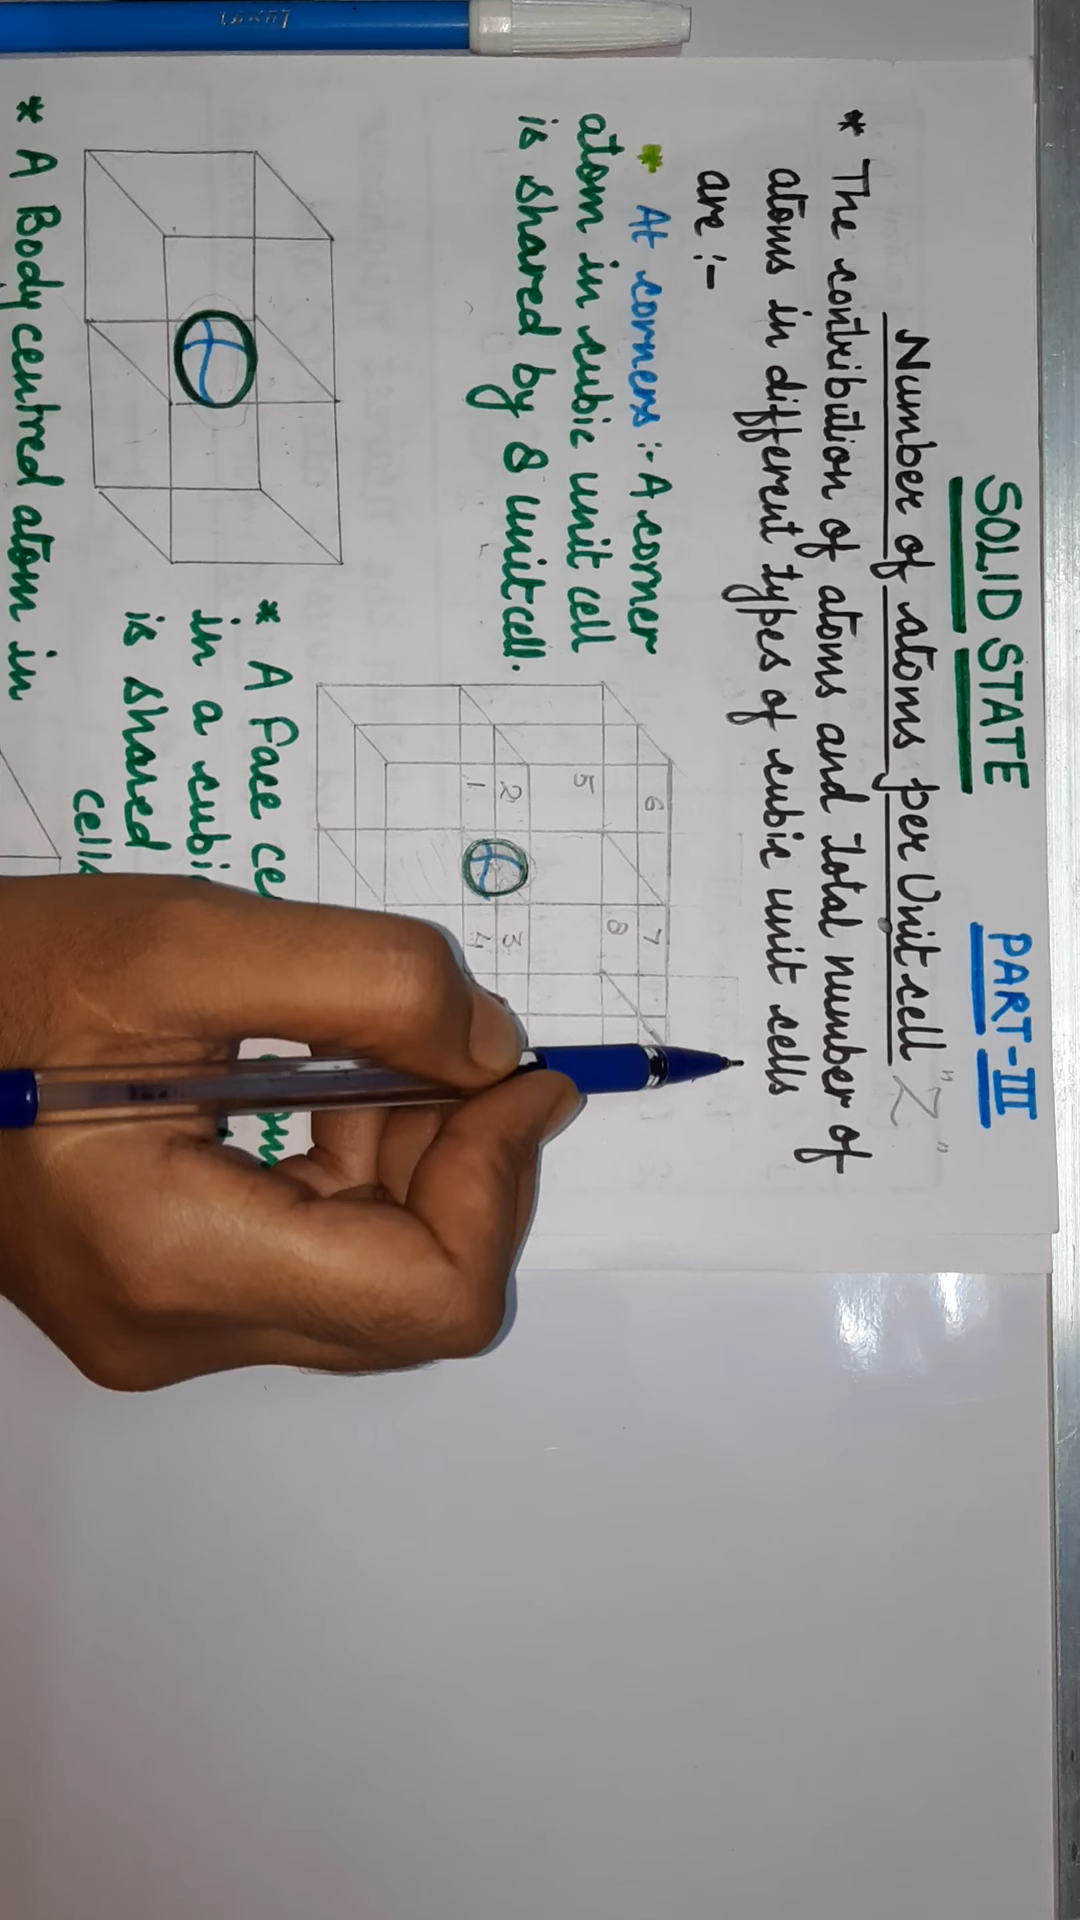 SOLID STATE PART-III
Number of atoms per Unit cell "Z"
* The contribution of atoms and total number of
atoms in different types of cubic unit cells
are :-
* At corners :- A corner
atom in cubic unit cell
is shared by 8 unit cell.
6 7
5 8
2 3
1 4
* A face
in a
is shared
* A Body centred atom in
Luxor